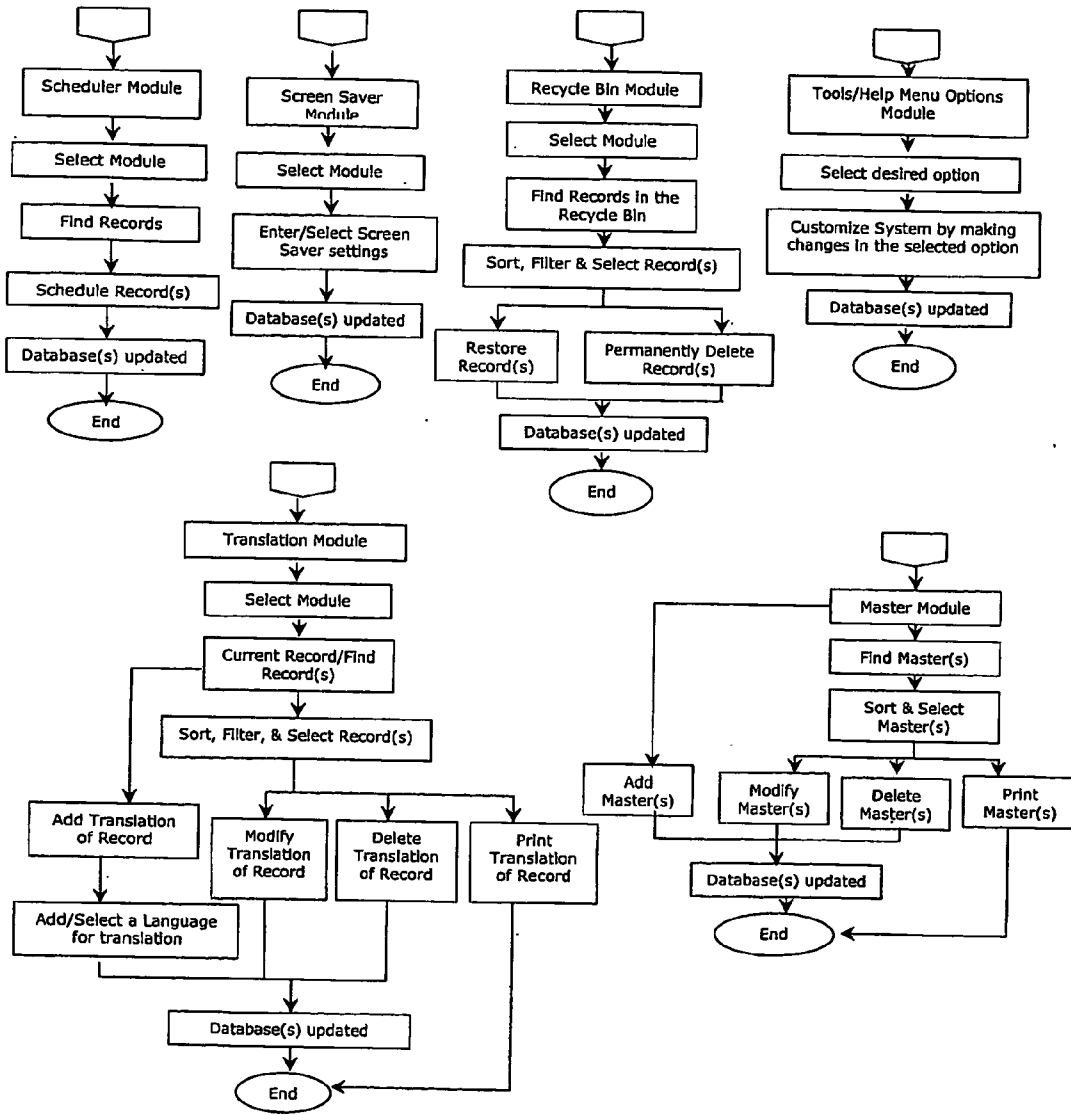 Scheduler Module
Select Module
Find Records
Schedule Record(s)
Database(s) updated
End
Screen Saver
Module
Select Module
Enter/Select Screen
Saver settings
Database(s) updated
End
Recycle Bin Module
Select Module
Find Records in the
Recycle Bin
Sort, Filter & Select Record(s)
Restore
Record(s)
Permanently Delete
Record(s)
Database(s) updated
End
Tools/Help Menu Options
Module
Select desired option
Customize System by making
changes in the selected option
Database(s) updated
End
Translation Module
Select Module
Current Record/Find
Record(s)
Sort, Filter, & Select Record(s)
Add Translation
of Record
Add/Select a Language
for translation
Modify
Translation
of Record
Delete
Translation
of Record
Print
Translation
of Record
Database(s) updated
End
Master Module
Find Master(s)
Sort & Select
Master(s)
Add
Master(s)
Modify
Master(s)
Delete
Master(s)
Print
Master(s)
Database(s) updated
End